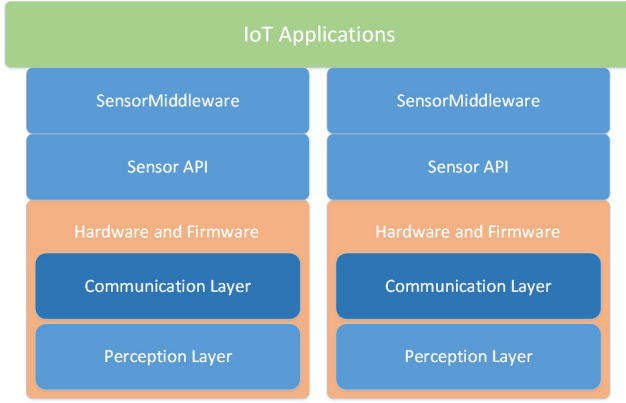 IoT Applications
SensorMiddleware
SensorMiddleware
Sensor API
Sensor API
Hardware and Firmware
Hardware and Firmware
Communication Layer
Communication Layer
Perception Layer
Perception Layer